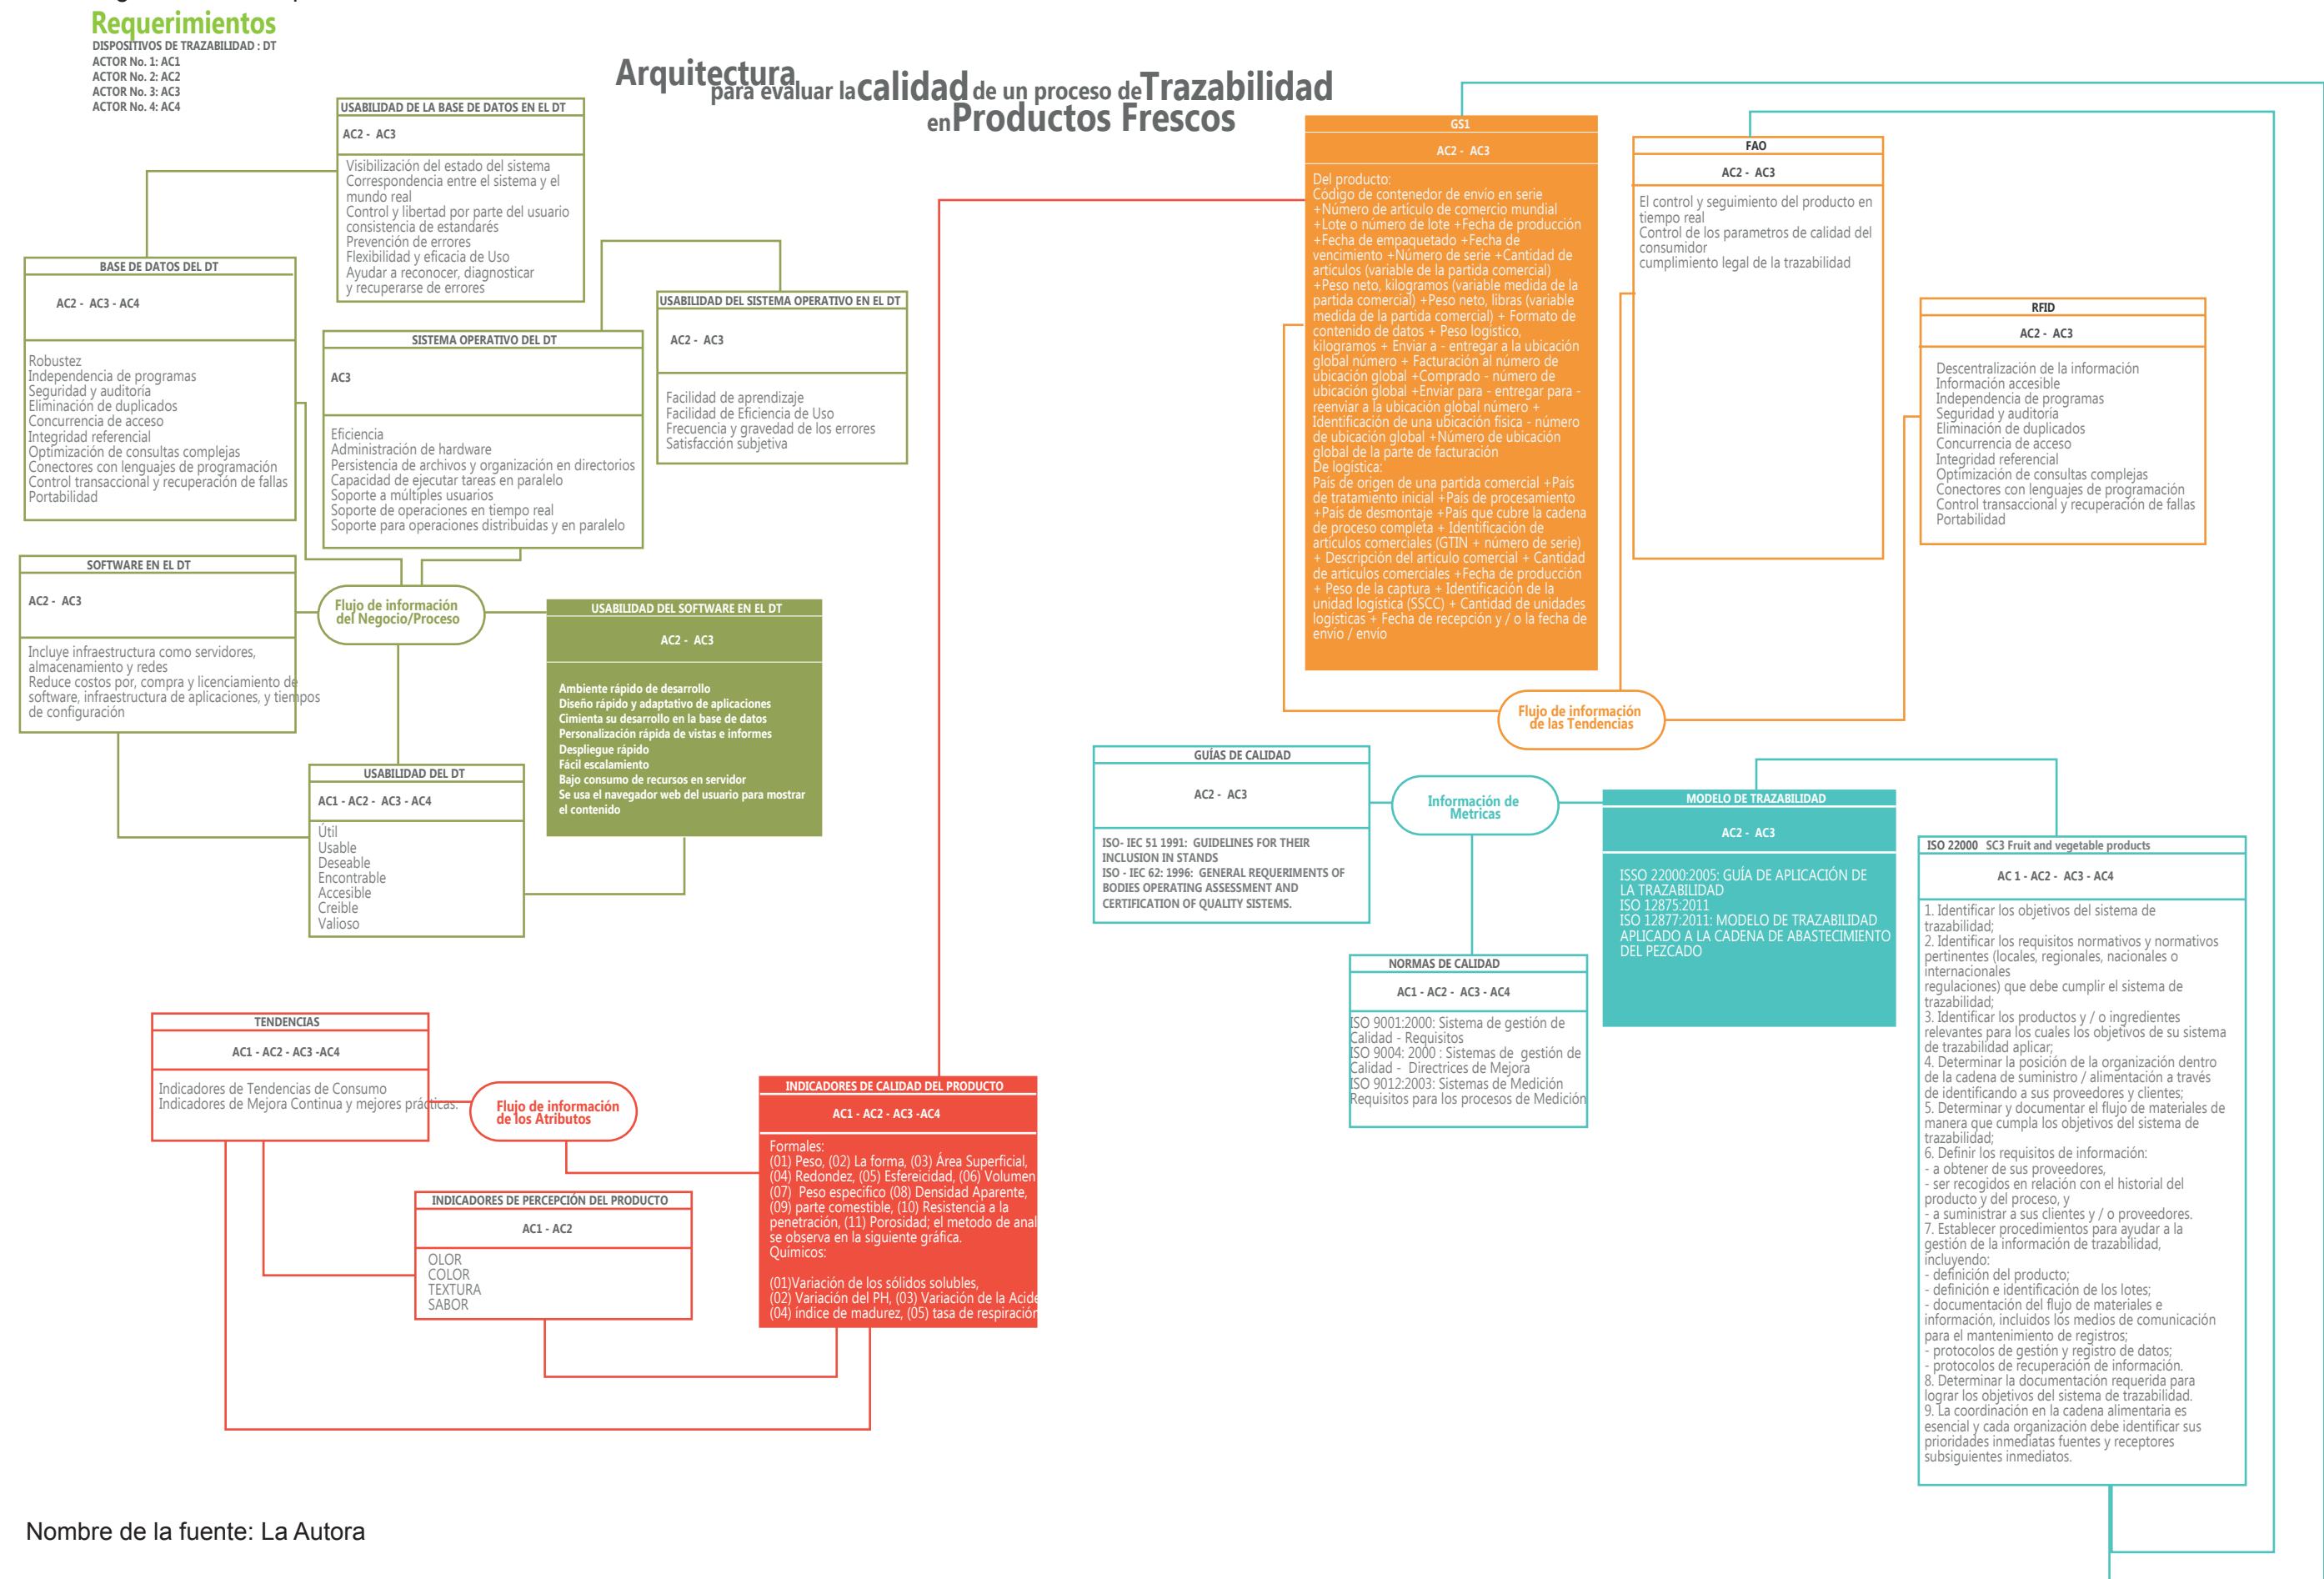 Requerimientos
DISPOSITIVOS DE TRAZABILIDAD : DT
ACTOR No. 1: AC1
ACTOR No. 2: AC2
ACTOR No. 3: AC3
ACTOR No. 4: AC4
Arquitectura
para evaluar la calidad de un proceso de Trazabilidad
en Productos Frescos
USABILIDAD DE LA BASE DE DATOS EN EL DT
AC2 - AC3
Visibilización del estado del sistema
Correspondencia entre el sistema y el
mundo real
Control y libertad por parte del usuario
consistencia de estandarés
Prevención de errores
Flexibilidad y eficacia de Uso
Ayudar a reconocer, diagnosticar
y recuperarse de errores
BASE DE DATOS DEL DT
AC2 - AC3 - AC4
Robustez
Independencia de programas
Seguridad y auditoría
Eliminación de duplicados
Concurrencia de acceso
Integridad referencial
Optimización de consultas complejas
Conectores con lenguajes de programación
Control transaccional y recuperación de fallas
Portabilidad
SISTEMA OPERATIVO DEL DT
AC3
Eficiencia
Administración de hardware
Persistencia de archivos y organización en directorios
Capacidad de ejecutar tareas en paralelo
Soporte a múltiples usuarios
Soporte de operaciones en tiempo real
Soporte para operaciones distribuidas y en paralelo
USABILIDAD DEL SISTEMA OPERATIVO EN EL DT
AC2 - AC3
Facilidad de aprendizaje
Facilidad de Eficiencia de Uso
Frecuencia y gravedad de los errores
Satisfacción subjetiva
SOFTWARE EN EL DT
AC2 - AC3
Incluye infraestructura como servidores,
almacenamiento y redes
Reduce costos por, compra y licenciamiento de
software, infraestructura de aplicaciones, y tiempos
de configuración
Flujo de información
del Negocio/Proceso
USABILIDAD DEL SOFTWARE EN EL DT
AC2 - AC3
Ambiente rápido de desarrollo
Diseño rápido y adaptativo de aplicaciones
Cimienta su desarrollo en la base de datos
Personalización rápida de vistas e informes
Despliegue rápido
Fácil escalamiento
Bajo consumo de recursos en servidor
Se usa el navegador web del usuario para mostrar
el contenido
USABILIDAD DEL DT
AC1 - AC2 - AC3 - AC4
Útil
Usable
Deseable
Encontrable
Accesible
Creible
Valioso
GS1
AC2 - AC3
Del producto:
Código de contenedor de envío en serie
+Número de artículo de comercio mundial
+Lote o número de lote +Fecha de producción
+Fecha de empaquetado +Fecha de
vencimiento +Número de serie +Cantidad de
artículos (variable de la partida comercial)
+Peso neto, kilogramos (variable medida de la
partida comercial) +Peso neto, libras (variable
medida de la partida comercial) + Formato de
contenido de datos + Peso logístico,
kilogramos + Enviar a - entregar a la ubicación
global número + Facturación al número de
ubicación global +Comprado - número de
ubicación global +Enviar para - entregar para -
reenviar a la ubicación global número +
Identificación de una ubicación física - número
de ubicación global +Número de ubicación
global de la parte de facturación
De logística:
País de origen de una partida comercial +País
de tratamiento inicial +País de procesamiento
+País de desmontaje +País que cubre la cadena
de proceso completa + Identificación de
artículos comerciales (GTIN + número de serie)
+ Descripción del artículo comercial + Cantidad
de artículos comerciales +Fecha de producción
+ Peso de la captura + Identificación de la
unidad logística (SSCC) + Cantidad de unidades
logísticas + Fecha de recepción y / o la fecha de
envío / envío
FAO
AC2 - AC3
El control y seguimiento del producto en
tiempo real
Control de los parametros de calidad del
consumidor
cumplimiento legal de la trazabilidad
RFID
AC2 - AC3
Descentralización de la información
Información accesible
Independencia de programas
Seguridad y auditoría
Eliminación de duplicados
Concurrencia de acceso
Integridad referencial
Optimización de consultas complejas
Conectores con lenguajes de programación
Control transaccional y recuperación de fallas
Portabilidad
Flujo de información
de las Tendencias
GUÍAS DE CALIDAD
AC2 - AC3
ISO- IEC 51 1991: GUIDELINES FOR THEIR
INCLUSION IN STANDS
ISO - IEC 62: 1996: GENERAL REQUERIMENTS OF
BODIES OPERATING ASSESSMENT AND
CERTIFICATION OF QUALITY SISTEMS.
Información de
Metricas
MODELO DE TRAZABILIDAD
AC2 - AC3
ISSO 22000:2005: GUÍA DE APLICACIÓN DE
LA TRAZABILIDAD
ISO 12875:2011
ISO 12877:2011: MODELO DE TRAZABILIDAD
APLICADO A LA CADENA DE ABASTECIMIENTO
DEL PEZCADO
NORMAS DE CALIDAD
AC1 - AC2 - AC3 - AC4
ISO 9001:2000: Sistema de gestión de
Calidad - Requisitos
ISO 9004: 2000 : Sistemas de gestión de
Calidad - Directrices de Mejora
ISO 9012:2003: Sistemas de Medición
Requisitos para los procesos de Medición
ISO 22000 SC3 Fruit and vegetable products
AC 1 - AC2 - AC3 - AC4
1. Identificar los objetivos del sistema de
trazabilidad;
2. Identificar los requisitos normativos y normativos
pertinentes (locales, regionales, nacionales o
internacionales
regulaciones) que debe cumplir el sistema de
trazabilidad;
3. Identificar los productos y / o ingredientes
relevantes para los cuales los objetivos de su sistema
de trazabilidad aplicar;
4. Determinar la posición de la organización dentro
de la cadena de suministro / alimentación a través
de identificando a sus proveedores y clientes;
5. Determinar y documentar el flujo de materiales de
manera que cumpla los objetivos del sistema de
trazabilidad;
6. Definir los requisitos de información:
- a obtener de sus proveedores,
- ser recogidos en relación con el historial del
producto y del proceso, y
- a suministrar a sus clientes y / o proveedores.
7. Establecer procedimientos para ayudar a la
gestión de la información de trazabilidad,
incluyendo:
- definición del producto;
- definición e identificación de los lotes;
- documentación del flujo de materiales e
información, incluidos los medios de comunicación
para el mantenimiento de registros;
- protocolos de gestión y registro de datos;
- protocolos de recuperación de información.
8. Determinar la documentación requerida para
lograr los objetivos del sistema de trazabilidad.
9. La coordinación en la cadena alimentaria es
esencial y cada organización debe identificar sus
prioridades inmediatas fuentes y receptores
subsiguientes inmediatos.
TENDENCIAS
AC1 - AC2 - AC3 -AC4
Indicadores de Tendencias de Consumo
Indicadores de Mejora Continua y mejores prácticas.
Flujo de información
de los Atributos
INDICADORES DE CALIDAD DEL PRODUCTO
AC1 - AC2 - AC3 -AC4
Formales:
(01) Peso, (02) La forma, (03) Área Superficial,
(04) Redondez, (05) Esfereicidad, (06) Volumen
(07) Peso especifico (08) Densidad Aparente,
(09) parte comestible, (10) Resistencia a la
penetración, (11) Porosidad; el metodo de anal
se observa en la siguiente gráfica.
Químicos:
(01)Variación de los sólidos solubles,
(02) Variación del PH, (03) Variación de la Acide
(04) índice de madurez, (05) tasa de respiración
INDICADORES DE PERCEPCIÓN DEL PRODUCTO
AC1 - AC2
OLOR
COLOR
TEXTURA
SABOR
Nombre de la fuente: La Autora